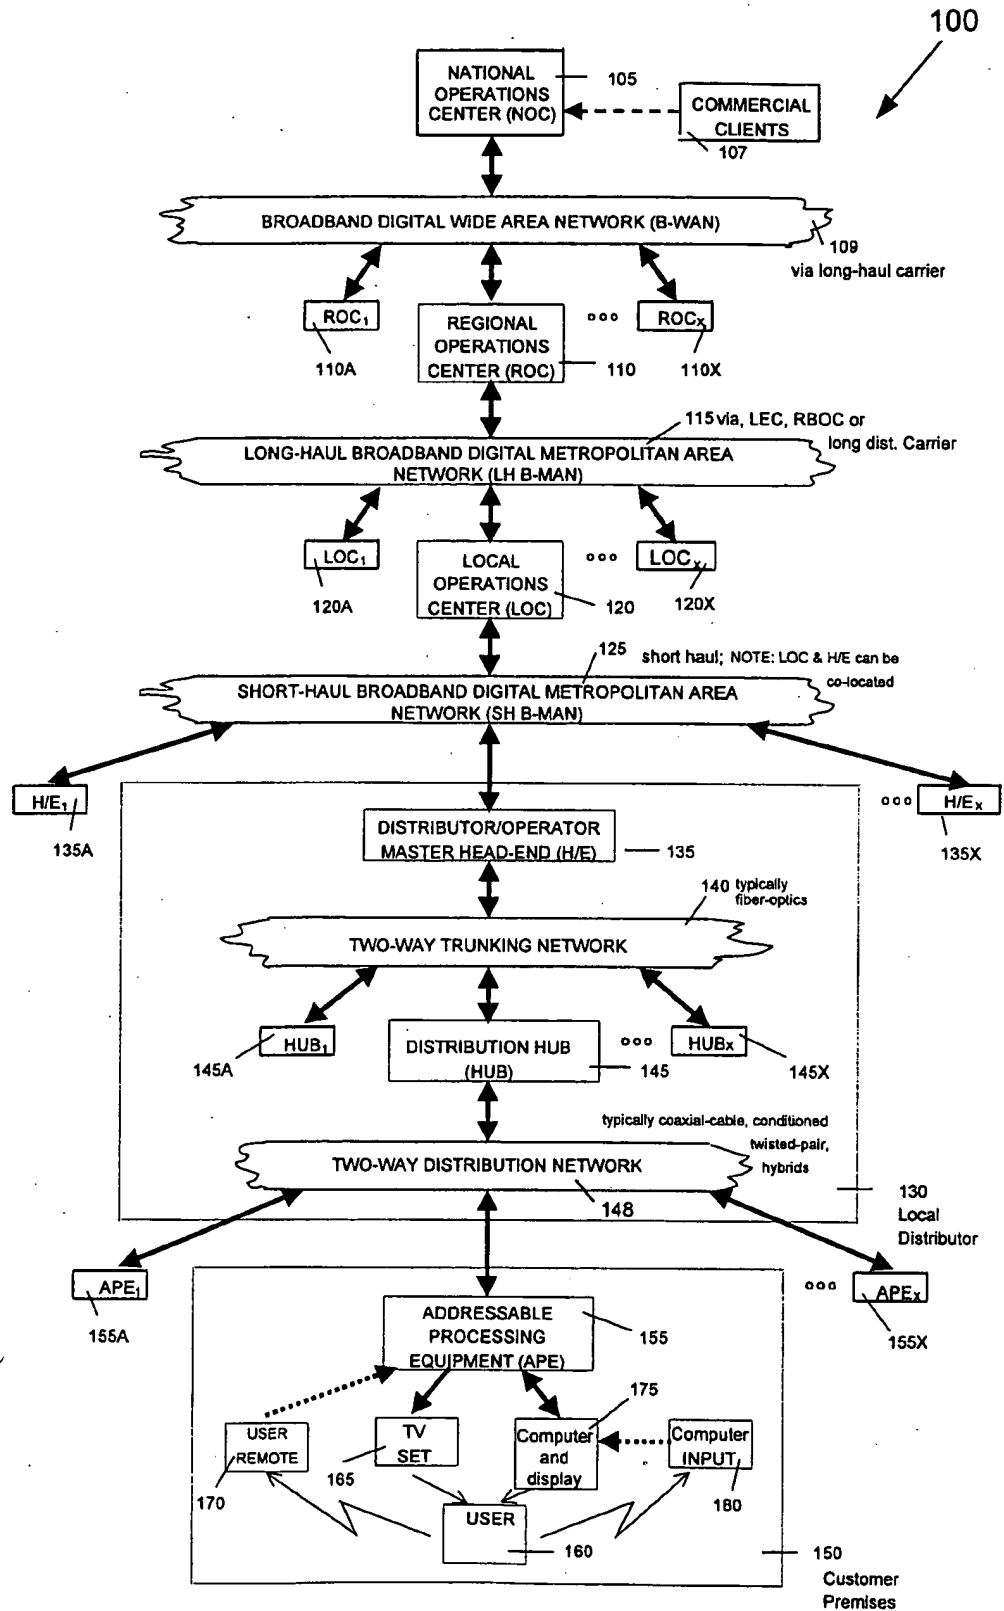 100
NATIONAL
OPERATIONS
CENTER (NOC)
105
COMMERCIAL
CLIENTS
107
BROADBAND DIGITAL WIDE AREA NETWORK (B-WAN)
109
via long-haul carrier
ROC₁
REGIONAL
OPERATIONS
CENTER (ROC)
ooo
ROCₓ
110A
110
110X
115 via, LEC, RBOC or
long dist. Carrier
LONG-HAUL BROADBAND DIGITAL METROPOLITAN AREA
NETWORK (LH B-MAN)
LOC₁
LOCAL
OPERATIONS
CENTER (LOC)
ooo
LOCₓ
120A
120
120X
125 short haul; NOTE: LOC & H/E can be
co-located
SHORT-HAUL BROADBAND DIGITAL METROPOLITAN AREA
NETWORK (SH B-MAN)
H/E₁
ooo
H/Eₓ
135A
DISTRIBUTOR/OPERATOR
MASTER HEAD-END (H/E)
135
135X
140 typically
fiber-optics
TWO-WAY TRUNKING NETWORK
HUB₁
DISTRIBUTION HUB
(HUB)
ooo
HUBₓ
145A
145
145X
typically coaxial-cable, conditioned
twisted-pair,
hybrids
TWO-WAY DISTRIBUTION NETWORK
148
130
Local
Distributor
APE₁
ooo
APEₓ
155A
ADDRESSABLE
PROCESSING
EQUIPMENT (APE)
155
155X
175
USER
REMOTE
170
TV
SET
165
Computer
and
display
Computer
INPUT
180
USER
160
150
Customer
Premises